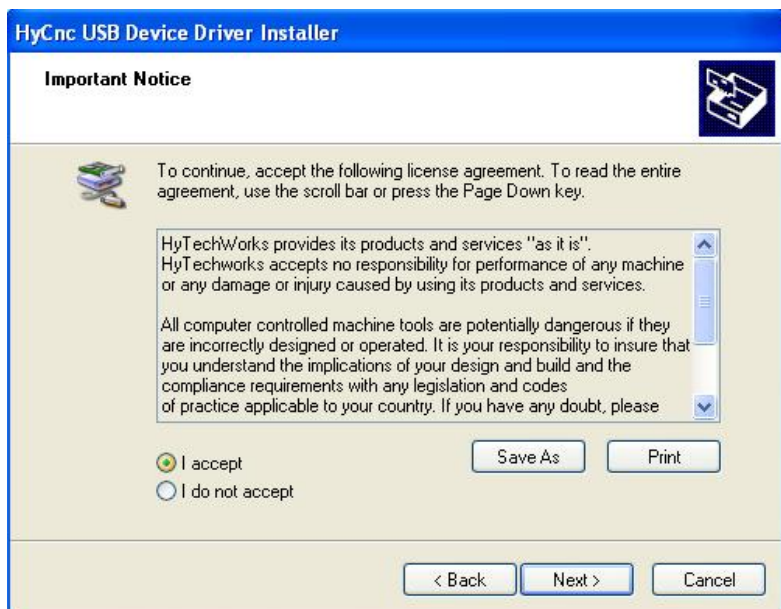 HyCnc USB Device Driver Installer
Important Notice
To continue, accept the following license agreement. To read the entire
agreement, use the scroll bar or press the Page Down key.
HyTechWorks provides its products and services "as it is".
HyTechworks accepts no responsibility for performance of any machine
or any damage or injury caused by using its products and services.
All computer controlled machine tools are potentially dangerous if they
are incorrectly designed or operated. It is your responsibility to insure that
you understand the implications of your design and build and the
compliance requirements with any legislation and codes
of practice applicable to your country. If you have any doubt, please
I accept
Save As
Print
I do not accept
< Back
Next >
Cancel